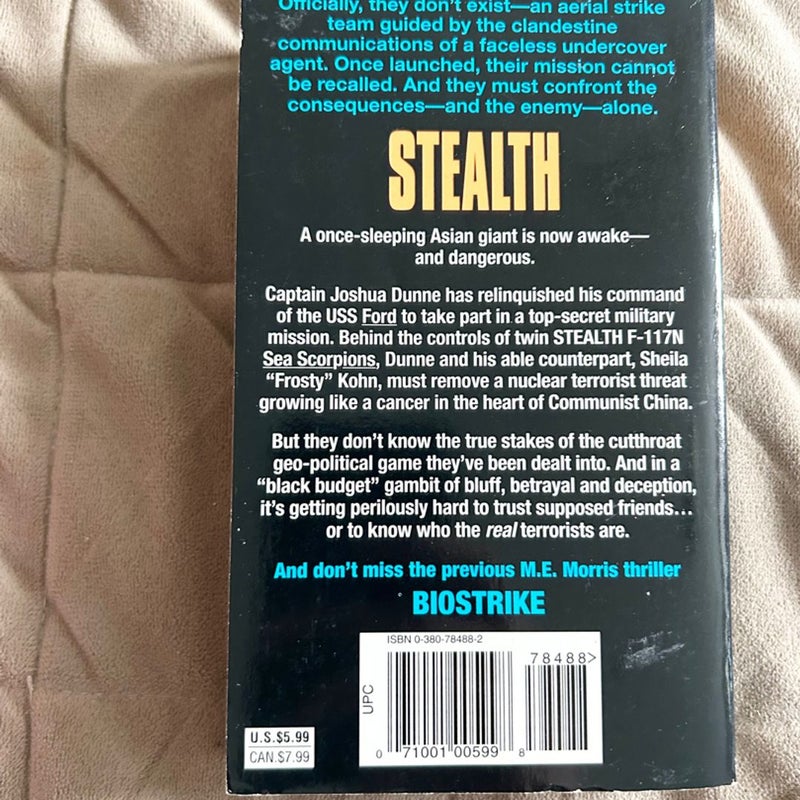 Officially, they don't exist—an aerial strike
team guided by the clandestine
communications of a faceless undercover
agent. Once launched, their mission cannot
be recalled. And they must confront the
consequences—and the enemy—alone.
STEALTH
A once-sleeping Asian giant is now awake—
and dangerous.
Captain Joshua Dunne has relinquished his command
of the USS Ford to take part in a top-secret military
mission. Behind the controls of twin STEALTH F-117N
Sea Scorpions, Dunne and his able counterpart, Sheila
“Frosty” Kohn, must remove a nuclear terrorist threat
growing like a cancer in the heart of Communist China.
But they don't know the true stakes of the cutthroat
geo-political game they've been dealt into. And in a
“black budget” gambit of bluff, betrayal and deception,
it's getting perilously hard to trust supposed friends...
or to know who the real terrorists are.
And don't miss the previous M.E. Morris thriller
BIOSTRIKE
ISBN 0-380-78488-2
78488>
UPC
0 71001 00599 8
U.S.$5.99
CAN.$7.99